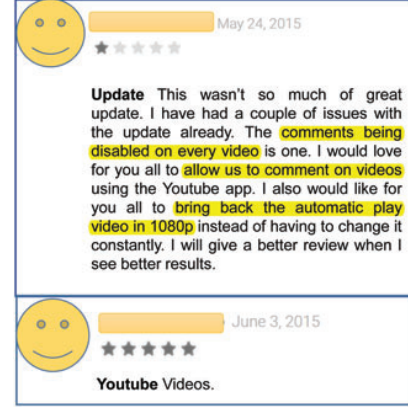 May 24, 2015
Update This wasn't so much of great
update. I have had a couple of issues with
the update already. The comments being
disabled on every video is one. I would love
for you all to allow us to comment on videos
using the Youtube app. I also would like for
you all to bring back the automatic play
video in 1080p instead of having to change it
constantly. I will give a better review when I
see better results.
June 3, 2015
Youtube Videos.